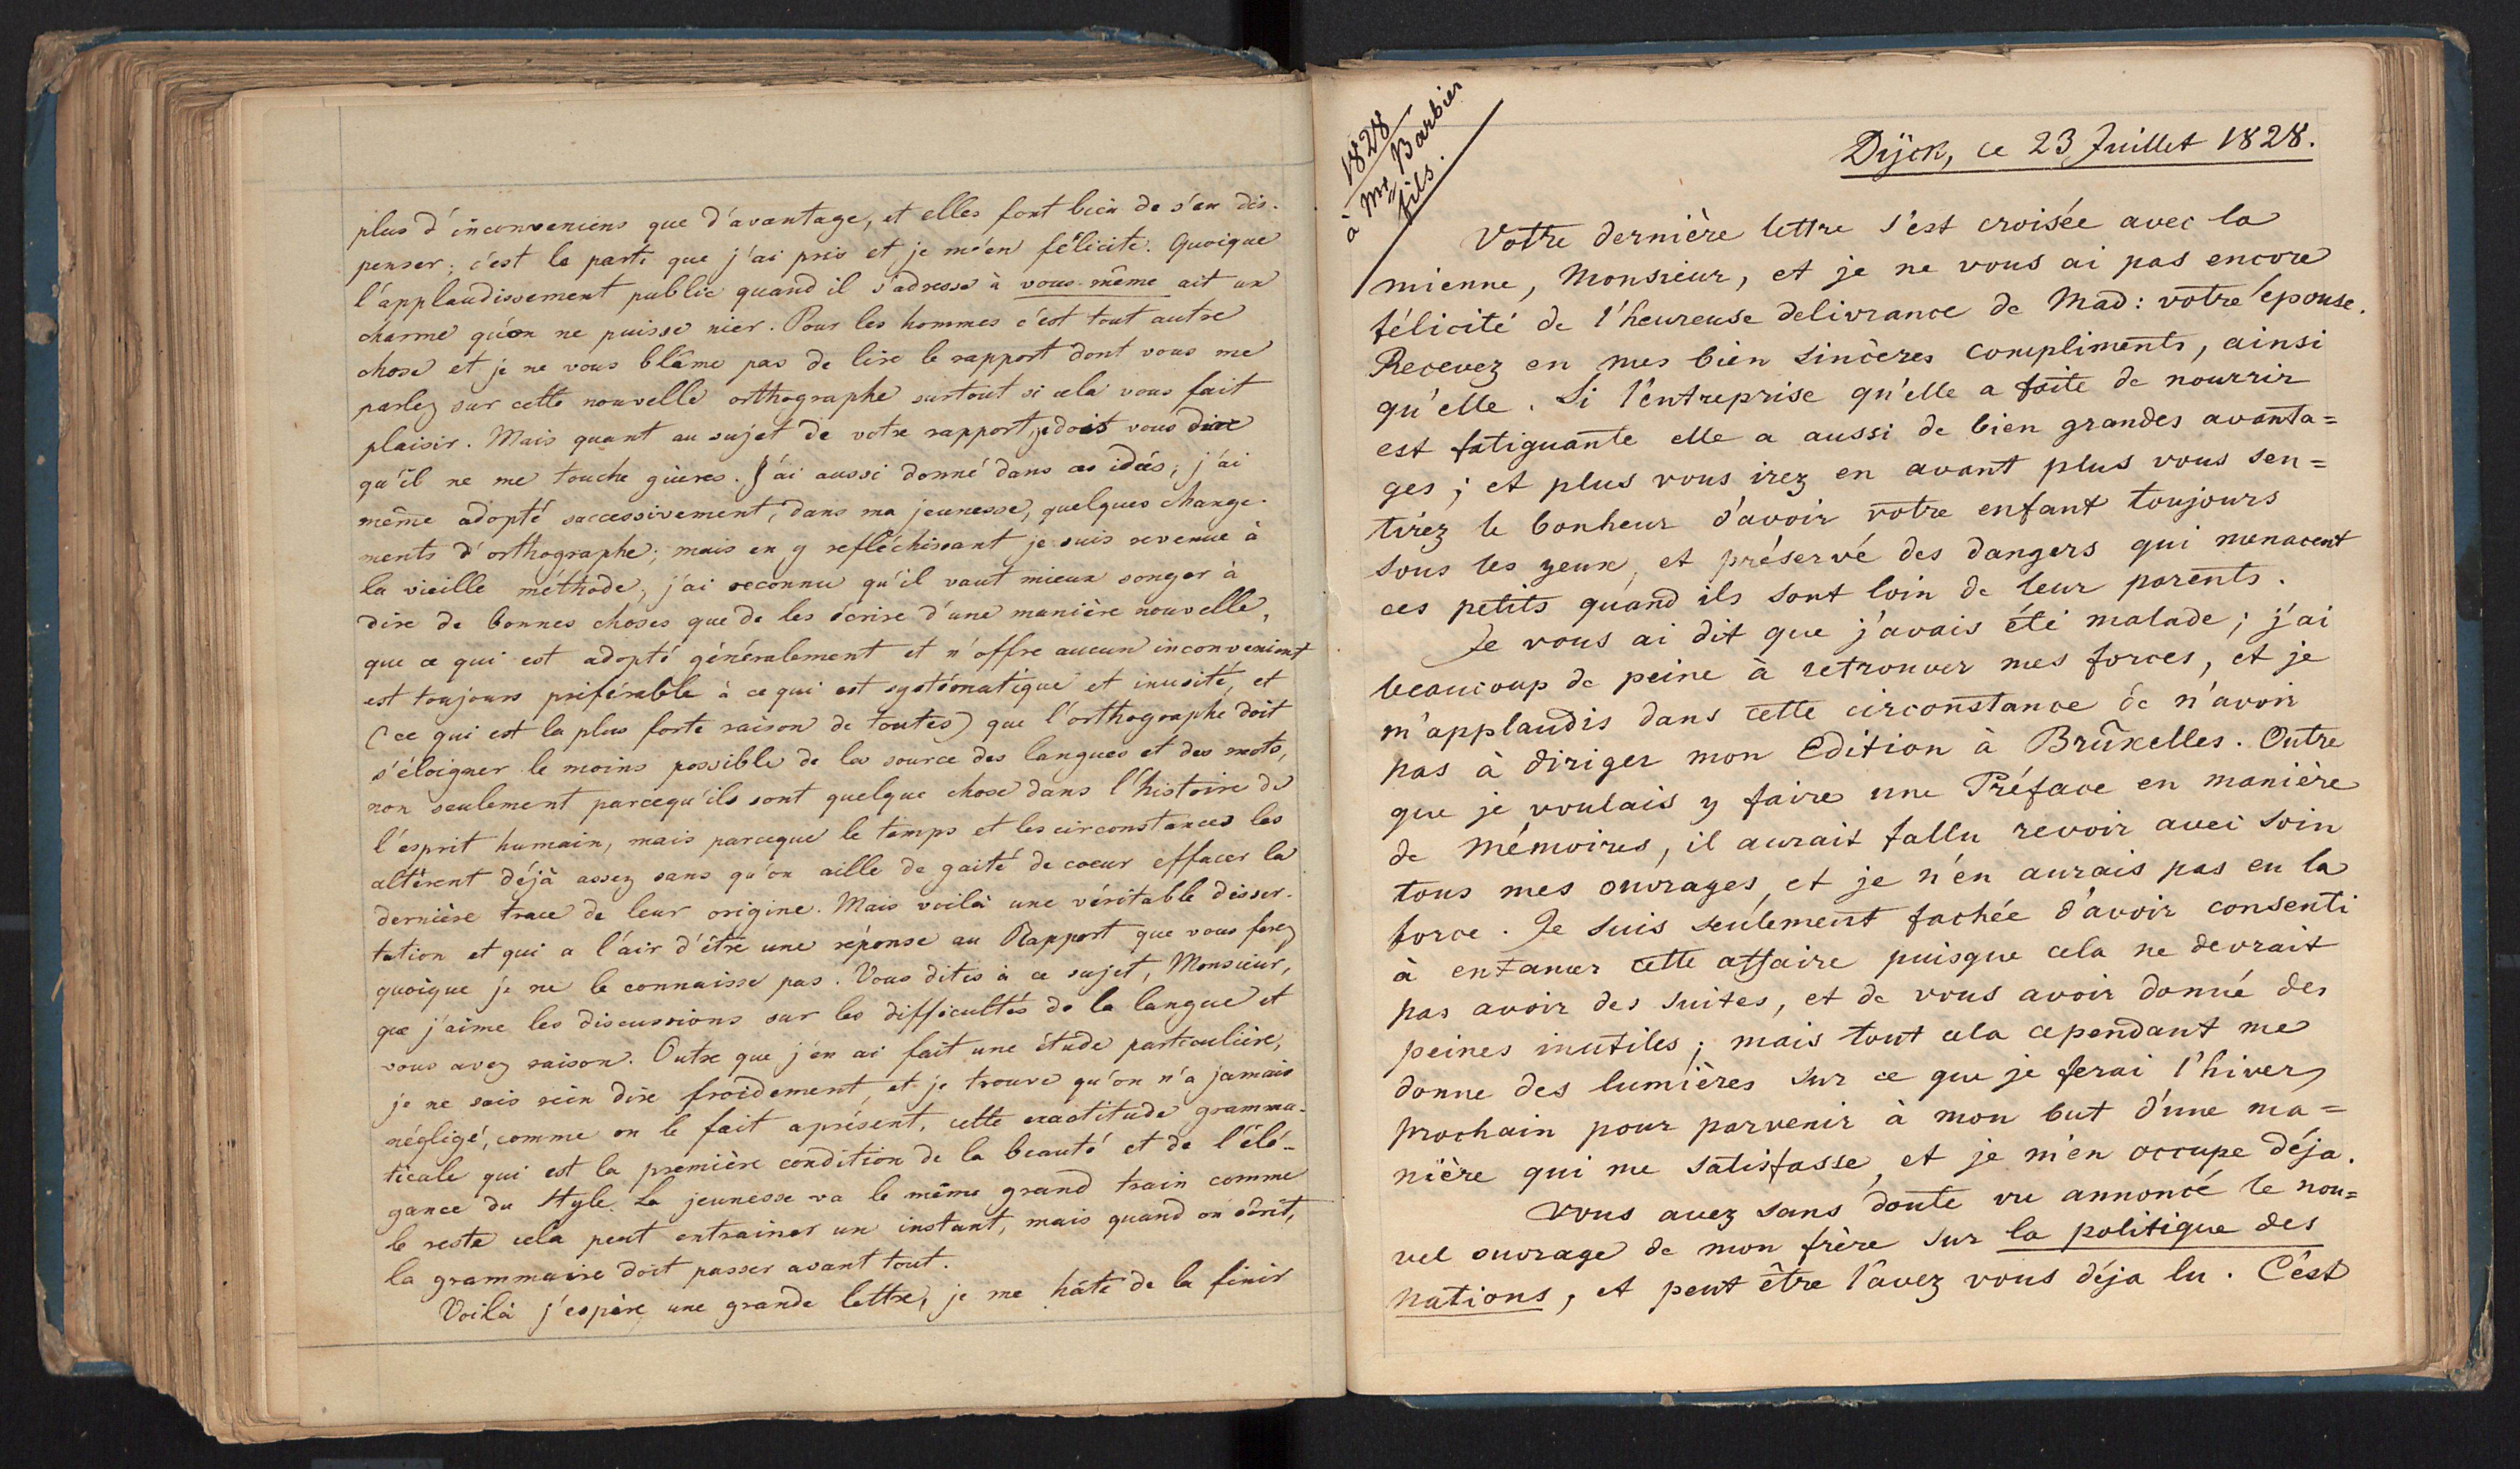 plus d'inconveniens que d'avantage, et elles font bien de s'en dis-
penser; c'est le parti que j'ai pris et je m'en félicite. Quoique
l'applaudissement public quand il s'adresse à vous-même ait un
charme qu'on ne puisse nier. Pour les hommes c'est tout autre
chose et je ne vous blâme pas de lire le rapport dont vous me
parlez sur cette nouvelle orthographe surtout si cela vous fait
plaisir. Mais quant au sujet de votre rapport, je dois vous dire
qu'il ne me touche guères. J'ai aussi donné dans ces idées; j'ai
même adopté successivement, dans ma jeunesse, quelques change-
ments d'orthographe; mais en y refléchissant je suis revenue à
la vieille méthode, j'ai reconnu qu'il vaut mieux songer à
dire de bonnes choses que de les écrire d'une manière nouvelle,
que ce qui est adopté généralement et n'offre aucun inconvenient
est toujours préférable à ce qui est systématique et inusité, et
(ce qui est la plus forte raison de toutes) que l'orthographe doit
s'éloigner le moins possible de la source des langues et des mots,
non seulement parcequ'ils sont quelque chose dans l'histoire de
l'esprit humain, mais parceque le temps et les circonstances les
altèrent déjà assez sans qu'on aille de gaité de coeur effacer la
dernière trace de leur origine. Mais voilà une véritable disser-
tation et qui a l'air d'être une réponse au Rapport que vous ferez
quoique je ne le connaisse pas. Vous dites à ce sujet, Monsieur,
que j'aime les discussions sur les difficultés de la langue et
vous avez raison. Outre que j'en ai fait une étude particulière,
je ne sais rien dire froidement, et je trouve qu'on n'a jamais
négligé, comme on le fait aprésent, cette exactitude gramma-
ticale qui est la première condition de la beauté et de l'élé-
gance du style. La jeunesse va le même grand train comme
le reste cela peut entrainer un instant, mais quand on écrit,
la grammaire doit passer avant tout.
Voilà j'espère une grande lettre, je me hâte de la finir
1828
à Mr Barbier
fils.
Dÿck, ce 23 Juillet 1828.
Votre dernière lettre s'est croisée avec la
mienne, Monsieur, et je ne vous ai pas encore
félicité de l'heureuse delivrance de Mad: votre épouse.
Recevez en mes bien sincères compliments, ainsi
qu'elle. Si l'entreprise qu'elle a faite de nourrir
est fatiguante elle a aussi de bien grandes avanta=
ges; et plus vous irez en avant plus vous sen=
tirez le bonheur d'avoir votre enfant toujours
sous les yeux, et préservé des dangers qui menacent
ces petits quand ils sont loin de leur parents.
Je vous ai dit que j'avais été malade; j'ai
beaucoup de peine à retrouver mes forces, et je
m'applaudis dans cette circonstance de n'avoir
pas à diriger mon Edition à Brûxelles. Outre
que je voulais y faire une Préface en manière
de mémoires, il aurait fallu revoir avec soin
tous mes ouvrages, et je n'en aurais pas eu la
force. Je suis seulement fachée d'avoir consenti
à entamer cette affaire puisque cela ne devrait
pas avoir des suites, et de vous avoir donné des
peines inutiles; mais tout cela cependant me
donne des lumières sur ce que je ferai l'hiver
prochain pour parvenir à mon but d'une ma=
nière qui me satisfasse, et je m'en occupe déja.
Vous avez sans doute vu annoncé le nou=
vel ouvrage de mon frère sur la politique des
nations, et peut être l'avez vous déja lu. C'est